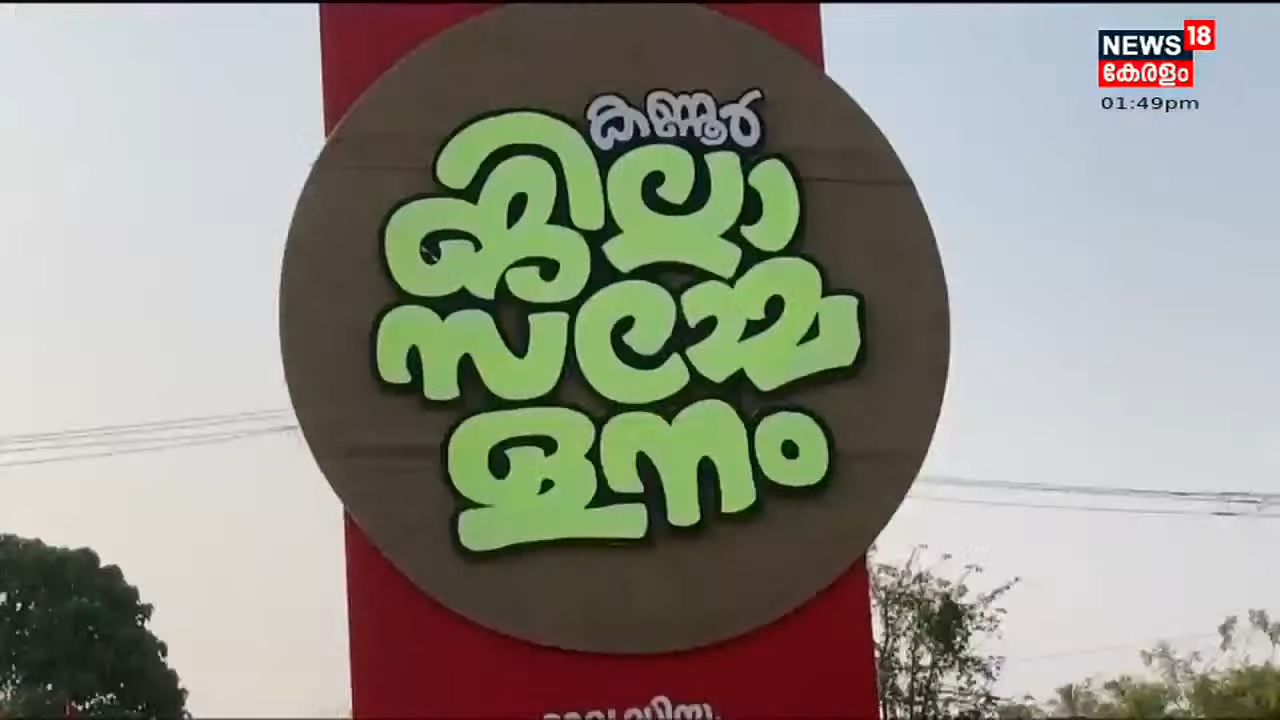 NEWS 18
കേരളം
01:49pm
കണ്ണൂർ
ജില്ലാ
സമ്മേ
ളനം